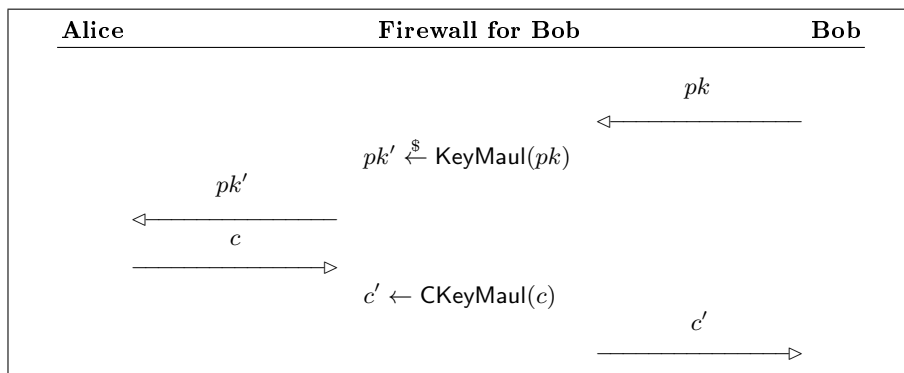 Alice Firewall for Bob Bob
pk
pk' $← KeyMaul(pk)
pk'
c
c' ← CKeyMaul(c)
c'